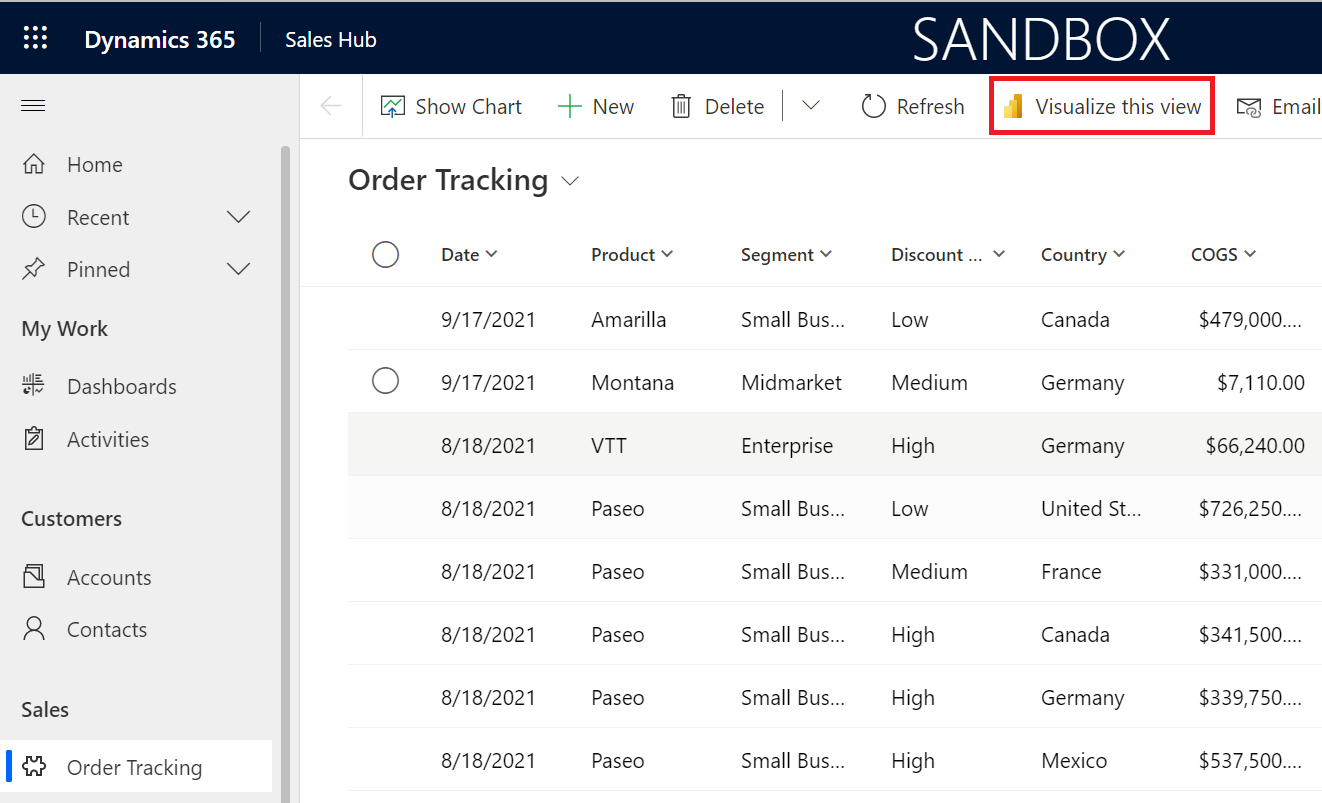 Dynamics 365 Sales Hub SANDBOX
Show Chart New Delete Refresh Visualize this view Email
Home
Recent
Pinned
My Work
Dashboards
Activities
Customers
Accounts
Contacts
Sales
Order Tracking
Order Tracking
Date Product Segment Discount ... Country COGS
9/17/2021 Amarilla Small Bus... Low Canada $479,000....
9/17/2021 Montana Midmarket Medium Germany $7,110.00
8/18/2021 VTT Enterprise High Germany $66,240.00
8/18/2021 Paseo Small Bus... Low United St... $726,250....
8/18/2021 Paseo Small Bus... Medium France $331,000....
8/18/2021 Paseo Small Bus... High Canada $341,500....
8/18/2021 Paseo Small Bus... High Germany $339,750....
8/18/2021 Paseo Small Bus... High Mexico $537,500....